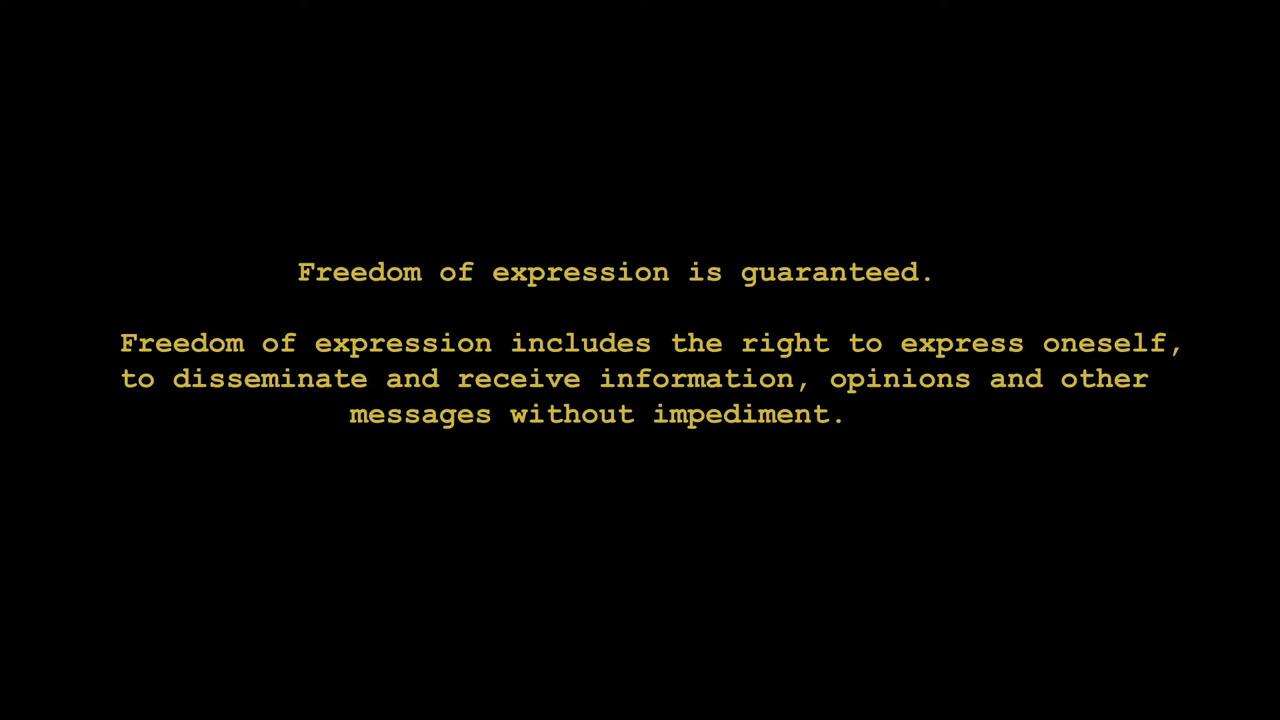 Freedom of expression is guaranteed.
Freedom of expression includes the right to express oneself,
to disseminate and receive information, opinions and other
messages without impediment.